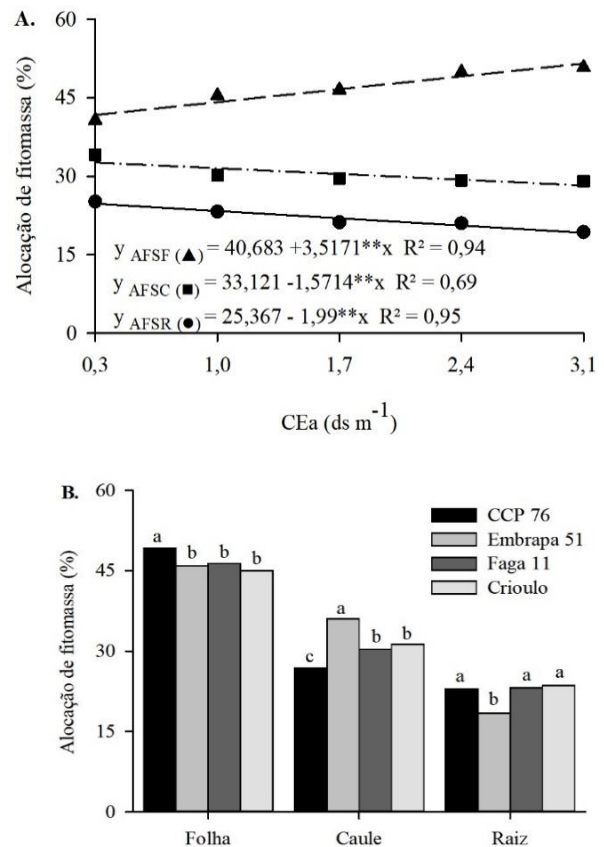 A.
60
45
30
15
0
Alocação de fitomassa (%)
y AFSF (▲) = 40,683 +3,5171**x R² = 0,94
y AFSC (■) = 33,121 -1,5714**x R² = 0,69
y AFSR (●) = 25,367 - 1,99**x R² = 0,95
0,3 1,0 1,7 2,4 3,1
CEa (ds m⁻¹)
B.
60
45
30
15
0
Alocação de fitomassa (%)
CCP 76
Embrapa 51
Faga 11
Crioulo
a b b b
c a b b
a b a a
Folha Caule Raiz